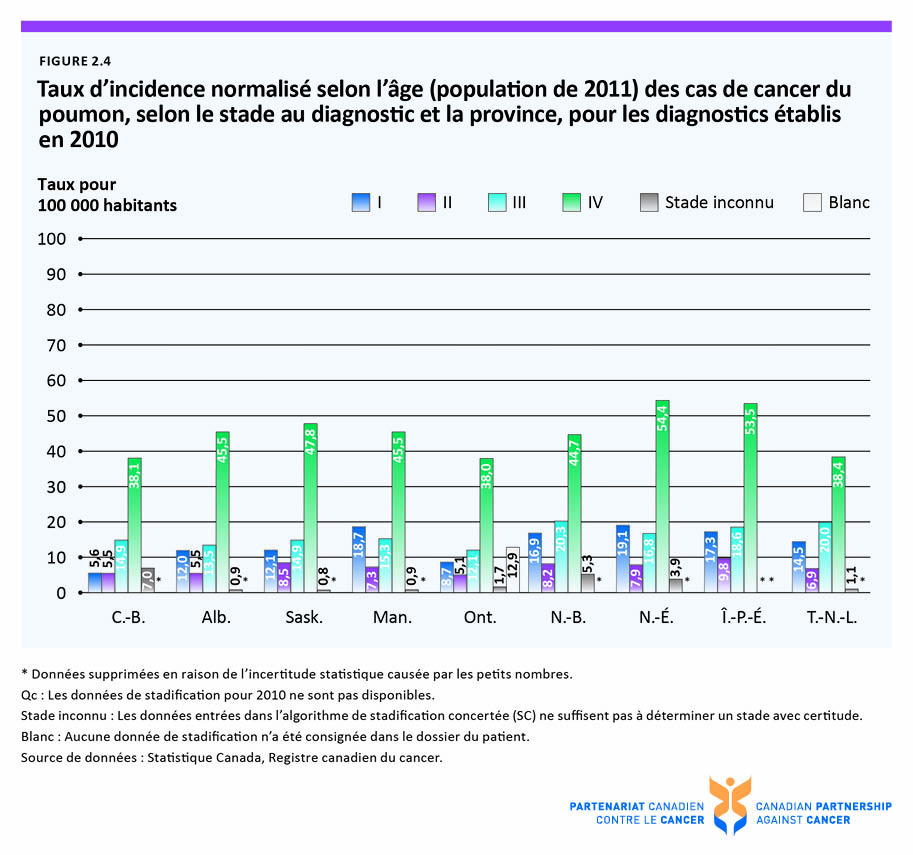 FIGURE 2.4
Taux d’incidence normalisé selon l’âge (population de 2011) des cas de cancer du
poumon, selon le stade au diagnostic et la province, pour les diagnostics établis
en 2010
Taux pour
100 000 habitants
I II III IV Stade inconnu Blanc
100
90
80
70
60
50
40
30
20
10
0
5,6 5,5 14,9 38,1 7,0 *
12,0 5,5 13,5 45,5 0,9 *
12,1 8,5 14,9 47,8 0,8 *
18,7 7,3 15,3 45,5 0,9 *
8,7 5,1 12,1 38,0 1,7 12,9
16,9 8,2 20,3 44,7 5,3 *
19,1 7,9 16,8 54,4 3,9 *
17,3 9,8 18,6 53,5 * *
14,5 6,9 20,0 38,4 1,1 *
C.-B. Alb. Sask. Man. Ont. N.-B. N.-É. Î.-P.-É. T.-N.-L.
* Données supprimées en raison de l’incertitude statistique causée par les petits nombres.
Qc : Les données de stadification pour 2010 ne sont pas disponibles.
Stade inconnu : Les données entrées dans l’algorithme de stadification concertée (SC) ne suffisent pas à déterminer un stade avec certitude.
Blanc : Aucune donnée de stadification n’a été consignée dans le dossier du patient.
Source de données : Statistique Canada, Registre canadien du cancer.
PARTENARIAT CANADIEN
CONTRE LE CANCER
CANADIAN PARTNERSHIP
AGAINST CANCER